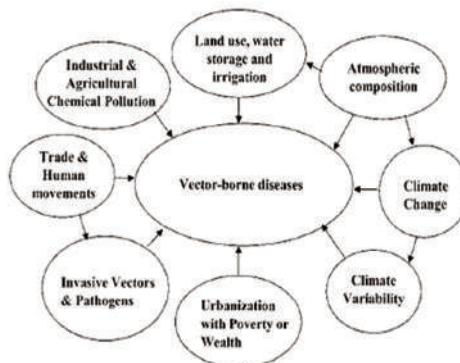 Land use, water
storage and
irrigation
Industrial &
Agricultural
Chemical Pollution
Atmospheric
composition
Trade &
Human
movements
Vector-borne diseases
Climate
Change
Invasive Vectors
& Pathogens
Urbanization
with Poverty or
Wealth
Climate
Variability